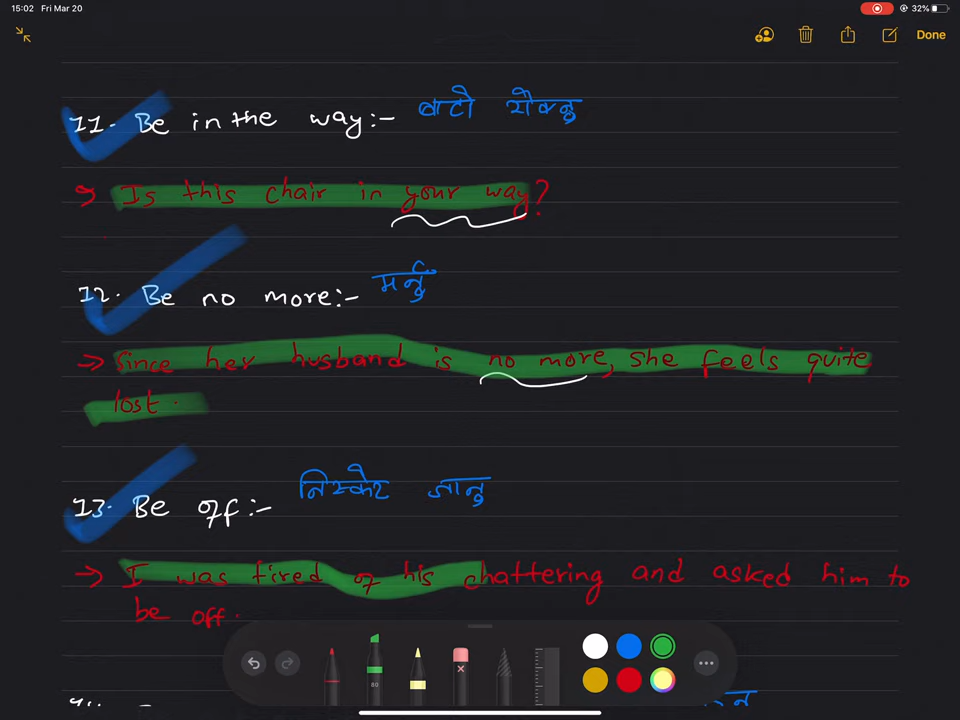 15:02 Fri Mar 20 32%
Done
11. Be in the way:- बाटो रोक्नु
→ Is this chair in your way?
12. Be no more:- मर्नु
→ Since her husband is no more, she feels quite
lost.
13. Be off:- निस्केर जानु
→ I was tired of his chattering and asked him to
be off.
80